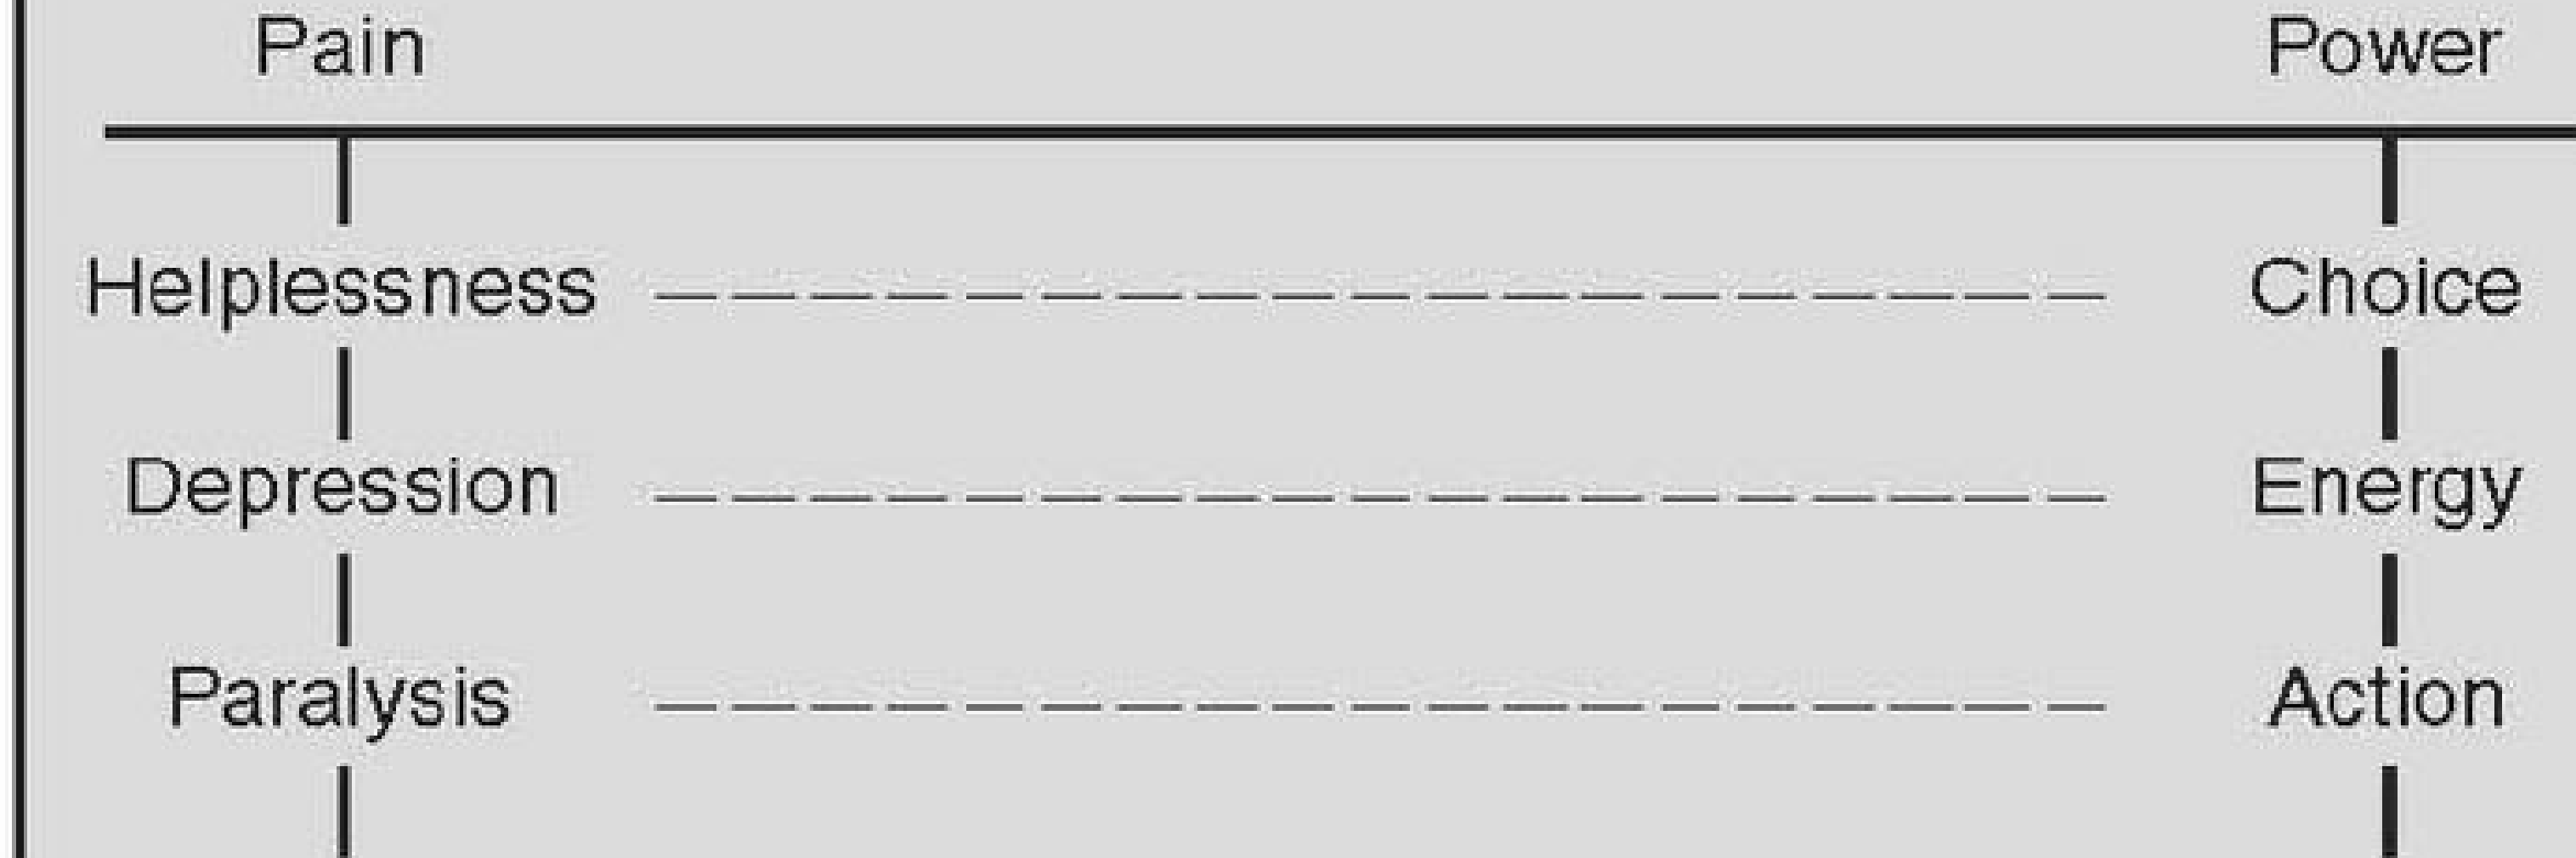 Pain Power
Helplessness Choice
Depression Energy
Paralysis Action